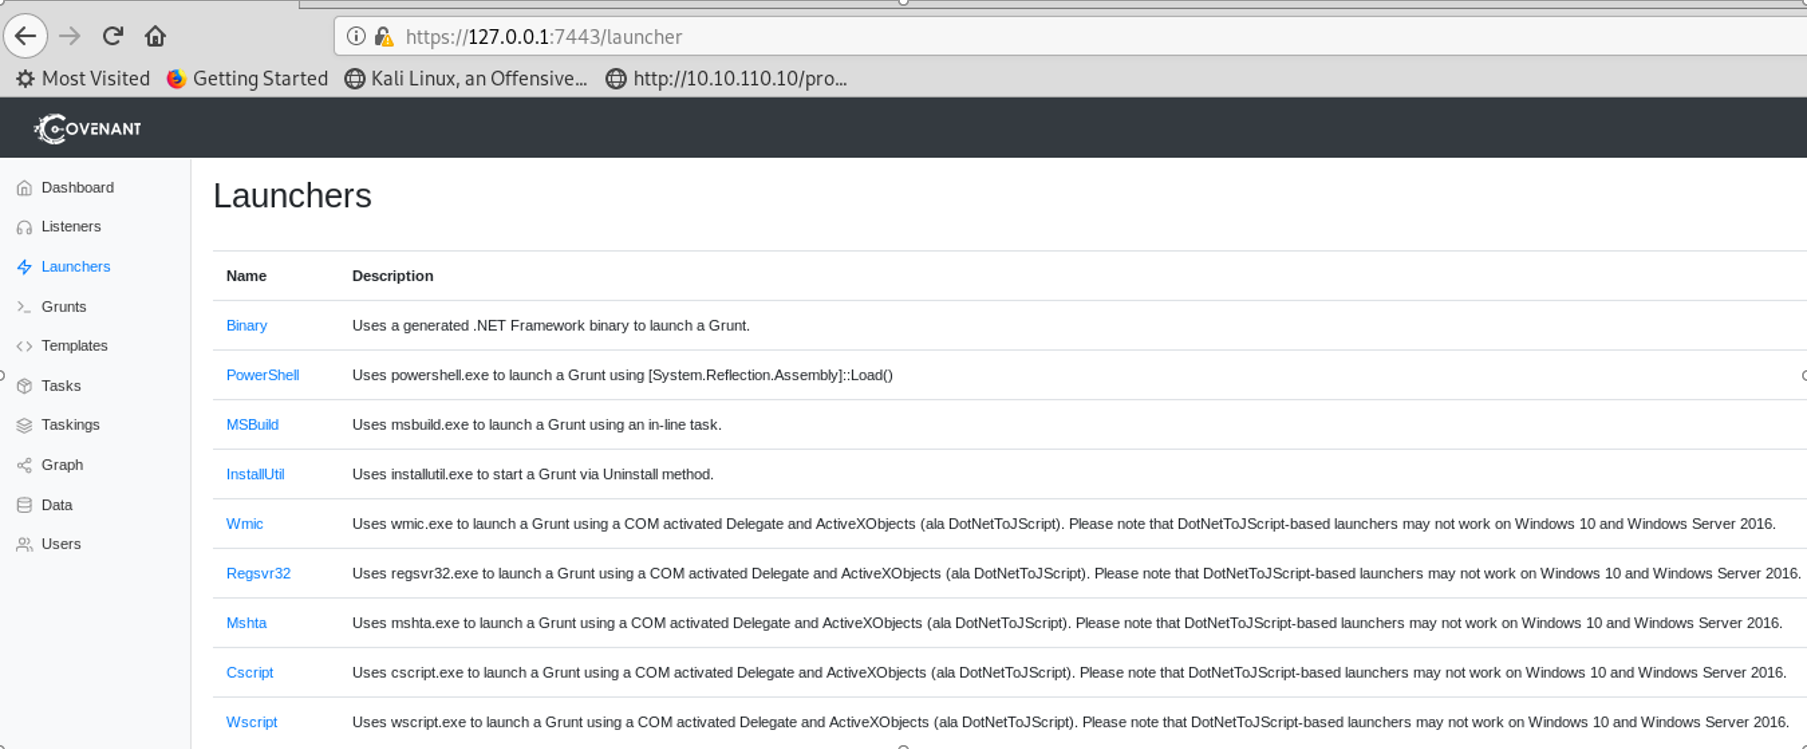 https://127.0.0.1:7443/launcher
Most Visited Getting Started Kali Linux, an Offensive... http://10.10.110.10/pro...
COVENANT
Dashboard
Listeners
Launchers
Grunts
Templates
Tasks
Taskings
Graph
Data
Users
Launchers
Name Description
Binary Uses a generated .NET Framework binary to launch a Grunt.
PowerShell Uses powershell.exe to launch a Grunt using [System.Reflection.Assembly]::Load()
MSBuild Uses msbuild.exe to launch a Grunt using an in-line task.
InstallUtil Uses installutil.exe to start a Grunt via Uninstall method.
Wmic Uses wmic.exe to launch a Grunt using a COM activated Delegate and ActiveXObjects (ala DotNetToJScript). Please note that DotNetToJScript-based launchers may not work on Windows 10 and Windows Server 2016.
Regsvr32 Uses regsvr32.exe to launch a Grunt using a COM activated Delegate and ActiveXObjects (ala DotNetToJScript). Please note that DotNetToJScript-based launchers may not work on Windows 10 and Windows Server 2016.
Mshta Uses mshta.exe to launch a Grunt using a COM activated Delegate and ActiveXObjects (ala DotNetToJScript). Please note that DotNetToJScript-based launchers may not work on Windows 10 and Windows Server 2016.
Cscript Uses cscript.exe to launch a Grunt using a COM activated Delegate and ActiveXObjects (ala DotNetToJScript). Please note that DotNetToJScript-based launchers may not work on Windows 10 and Windows Server 2016.
Wscript Uses wscript.exe to launch a Grunt using a COM activated Delegate and ActiveXObjects (ala DotNetToJScript). Please note that DotNetToJScript-based launchers may not work on Windows 10 and Windows Server 2016.